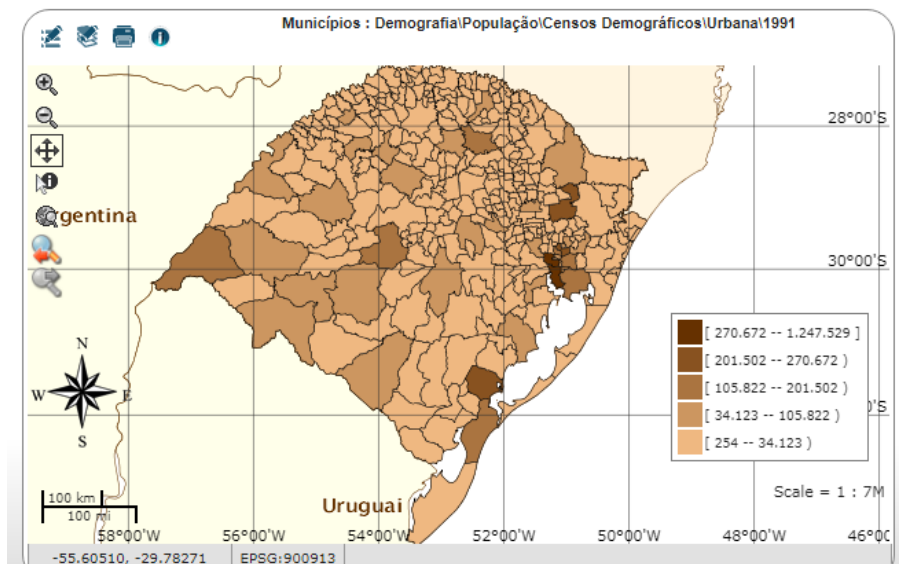 Municípios : Demografia\População\Censos Demográficos\Urbana\1991
28°00'S
gentina
30°00'S
[ 270.672 -- 1.247.529 ]
[ 201.502 -- 270.672 )
[ 105.822 -- 201.502 )
[ 34.123 -- 105.822 )
[ 254 -- 34.123 )
N
W E
S
'S
Scale = 1 : 7M
100 km
100 mi
Uruguai
58°00'W 56°00'W 54°00'W 52°00'W 50°00'W 48°00'W 46°00'
-55.60510, -29.78271 EPSG:900913